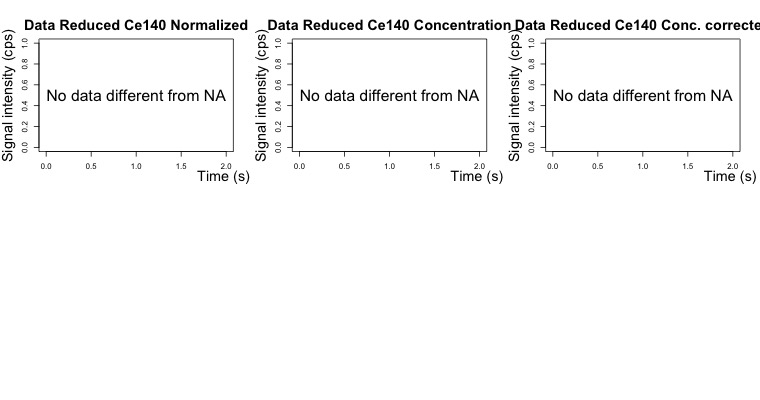 Data Reduced Ce140 Normalized
Signal intensity (cps)
1.0
0.8
0.6
0.4
0.2
0.0
No data different from NA
0.0 0.5 1.0 1.5 2.0
Time (s)
Data Reduced Ce140 Concentration
Signal intensity (cps)
1.0
0.8
0.6
0.4
0.2
0.0
No data different from NA
0.0 0.5 1.0 1.5 2.0
Time (s)
Data Reduced Ce140 Conc. correcte
Signal intensity (cps)
1.0
0.8
0.6
0.4
0.2
0.0
No data different from NA
0.0 0.5 1.0 1.5 2.0
Time (s)